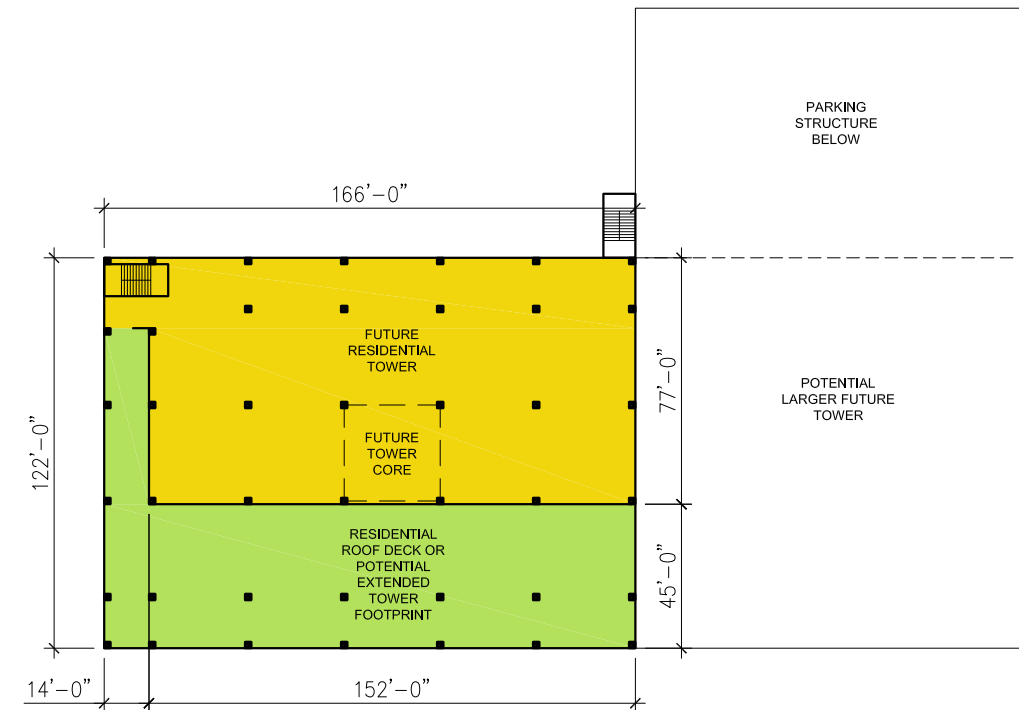 PARKING
STRUCTURE
BELOW
166'-0"
FUTURE
RESIDENTIAL
TOWER
77'-0"
POTENTIAL
LARGER FUTURE
TOWER
122'-0"
FUTURE
TOWER
CORE
RESIDENTIAL
ROOF DECK OR
POTENTIAL
EXTENDED
TOWER
FOOTPRINT
45'-0"
14'-0"
152'-0"